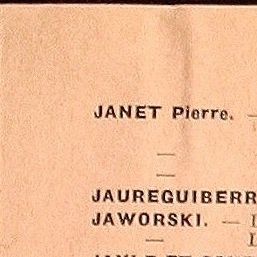 JANET Pierre. —
—
—
JAUREGUIBERR
JAWORSKI. —
—